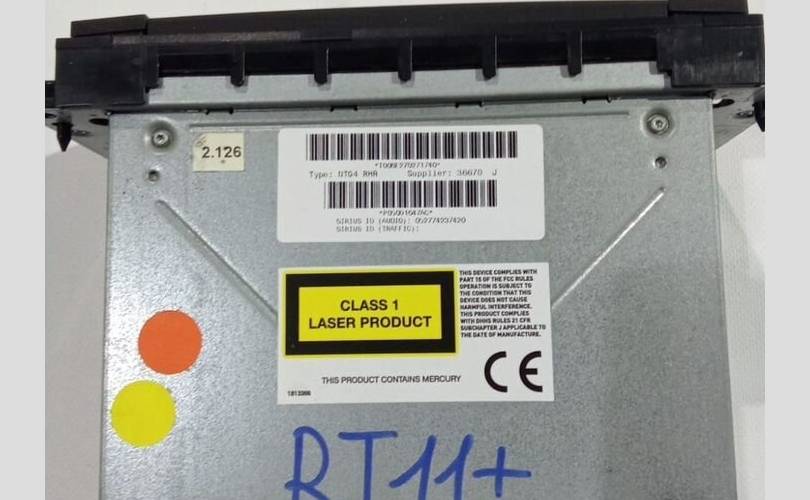 2.126
Type: NTG4 RHR Supplier: 36670 J
SIRIUS ID (AUDIO): 052774237420
SIRIUS ID (TRAFFIC):
CLASS 1
LASER PRODUCT
THIS DEVICE COMPLIES WITH
PART 15 OF THE FCC RULES
OPERATION IS SUBJECT TO
THE CONDITION THAT THIS
DEVICE DOES NOT CAUSE
HARMFUL INTERFERENCE.
THIS PRODUCT COMPLIES
WITH DHHS RULES 21 CFR
SUBCHAPTER J APPLICABLE TO
THE DATE OF MANUFACTURE.
THIS PRODUCT CONTAINS MERCURY
CE
RT11+